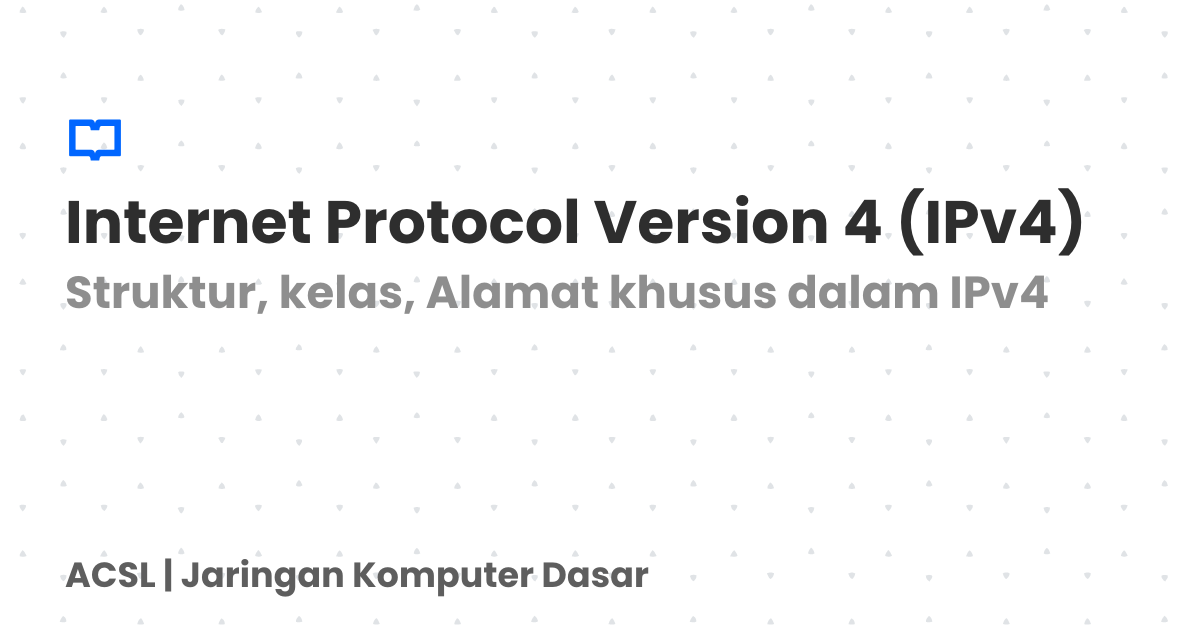 Internet Protocol Version 4 (IPv4)
Struktur, kelas, Alamat khusus dalam IPv4
ACSL | Jaringan Komputer Dasar